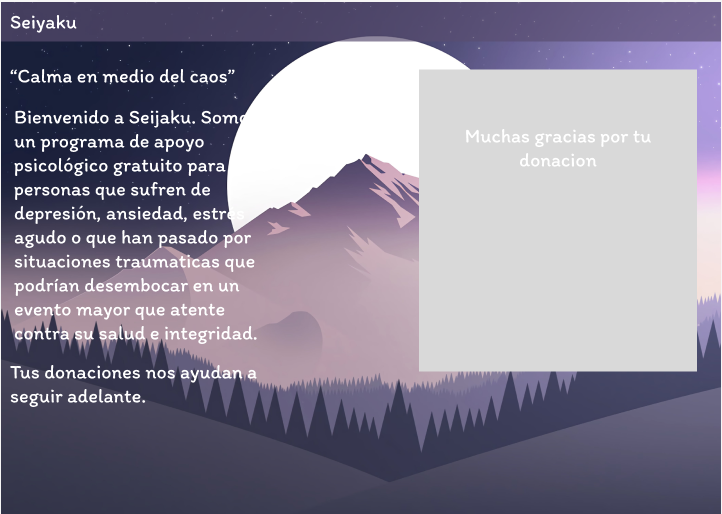 Seiyaku
“Calma en medio del caos”
Bienvenido a Seijaku. Somo
un programa de apoyo
psicológico gratuito para
personas que sufren de
depresión, ansiedad, estres
agudo o que han pasado por
situaciones traumaticas que
podrían desembocar en un
evento mayor que atente
contra su salud e integridad.
Tus donaciones nos ayudan a
seguir adelante.
Muchas gracias por tu
donacion